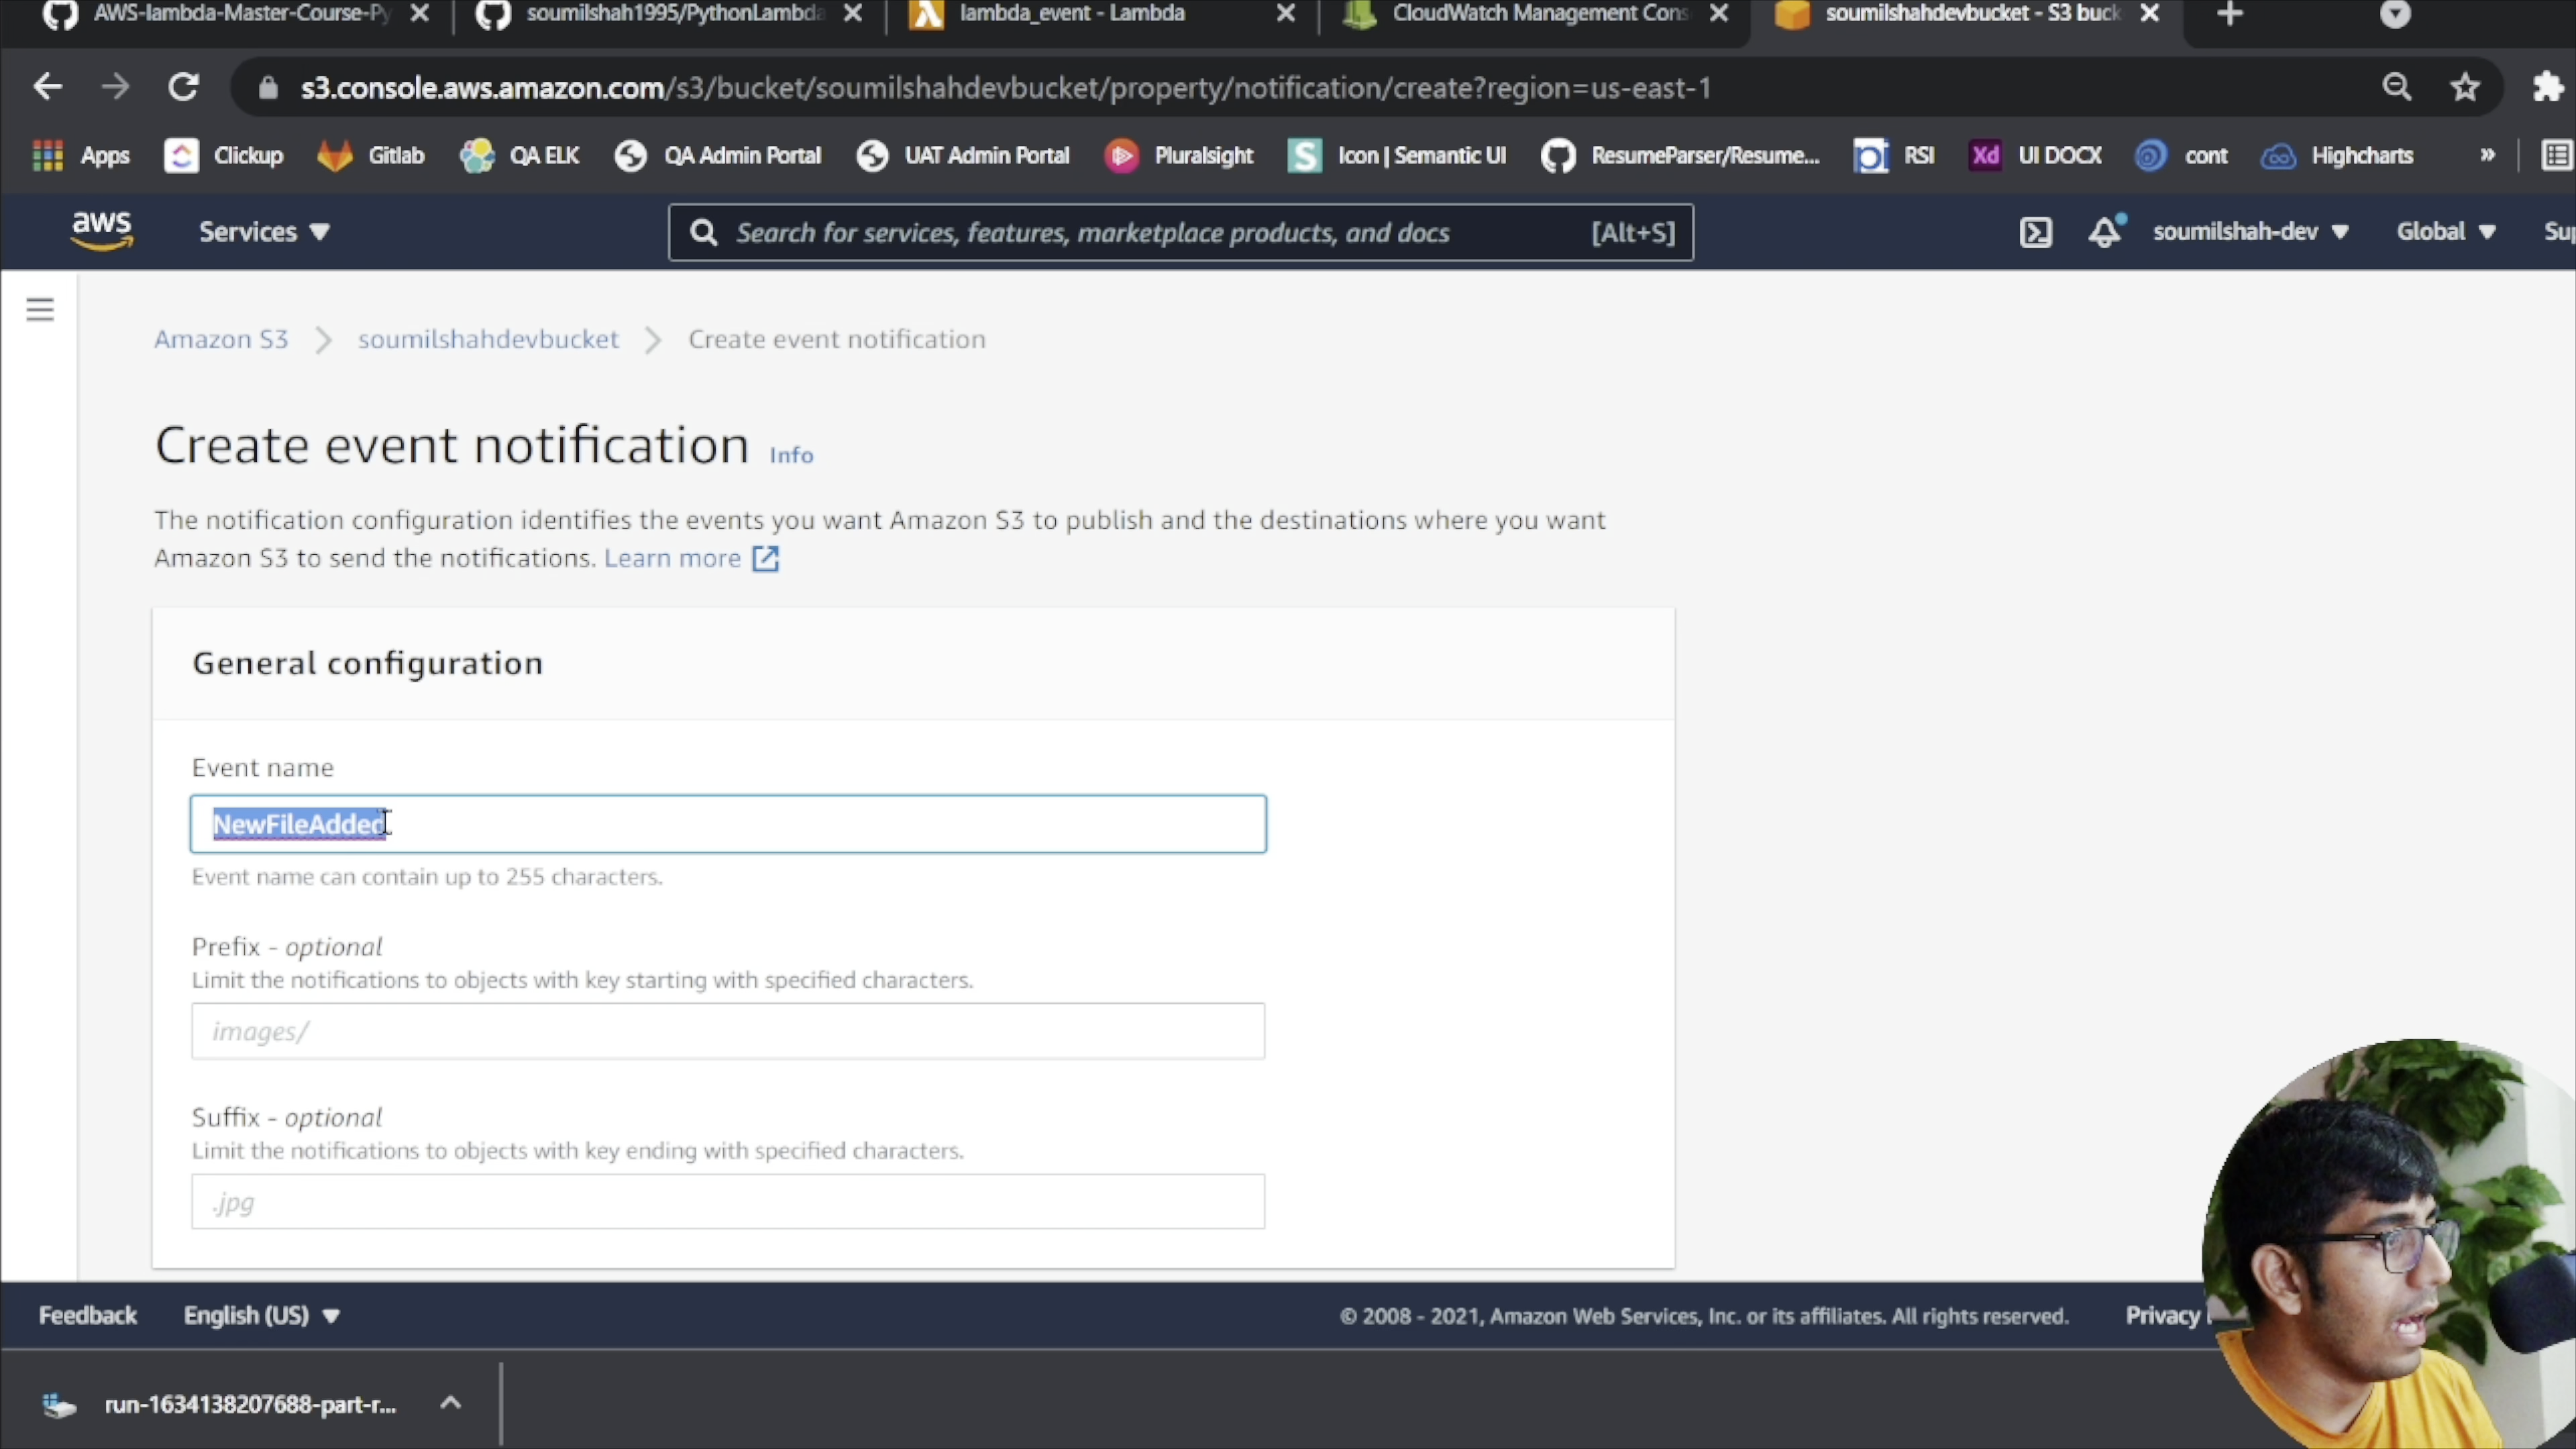 AWS-lambda-Master-Course-Py
soumilshah1995/PythonLambda
lambda_event - Lambda
CloudWatch Management Cons
soumilshahdevbucket - S3 buck
s3.console.aws.amazon.com/s3/bucket/soumilshahdevbucket/property/notification/create?region=us-east-1
Apps
Clickup
Gitlab
QA ELK
QA Admin Portal
UAT Admin Portal
Pluralsight
Icon | Semantic UI
ResumeParser/Resume...
RSI
Xd
UI DOCX
cont
Highcharts
»
aws
Services
Search for services, features, marketplace products, and docs
[Alt+S]
soumilshah-dev
Global
Amazon S3
soumilshahdevbucket
Create event notification
Create event notification Info
The notification configuration identifies the events you want Amazon S3 to publish and the destinations where you want
Amazon S3 to send the notifications. Learn more
General configuration
Event name
NewFileAdded
Event name can contain up to 255 characters.
Prefix - optional
Limit the notifications to objects with key starting with specified characters.
images/
Suffix - optional
Limit the notifications to objects with key ending with specified characters.
.jpg
Feedback
English (US)
© 2008 - 2021, Amazon Web Services, Inc. or its affiliates. All rights reserved.
Privacy
run-1634138207688-part-r...